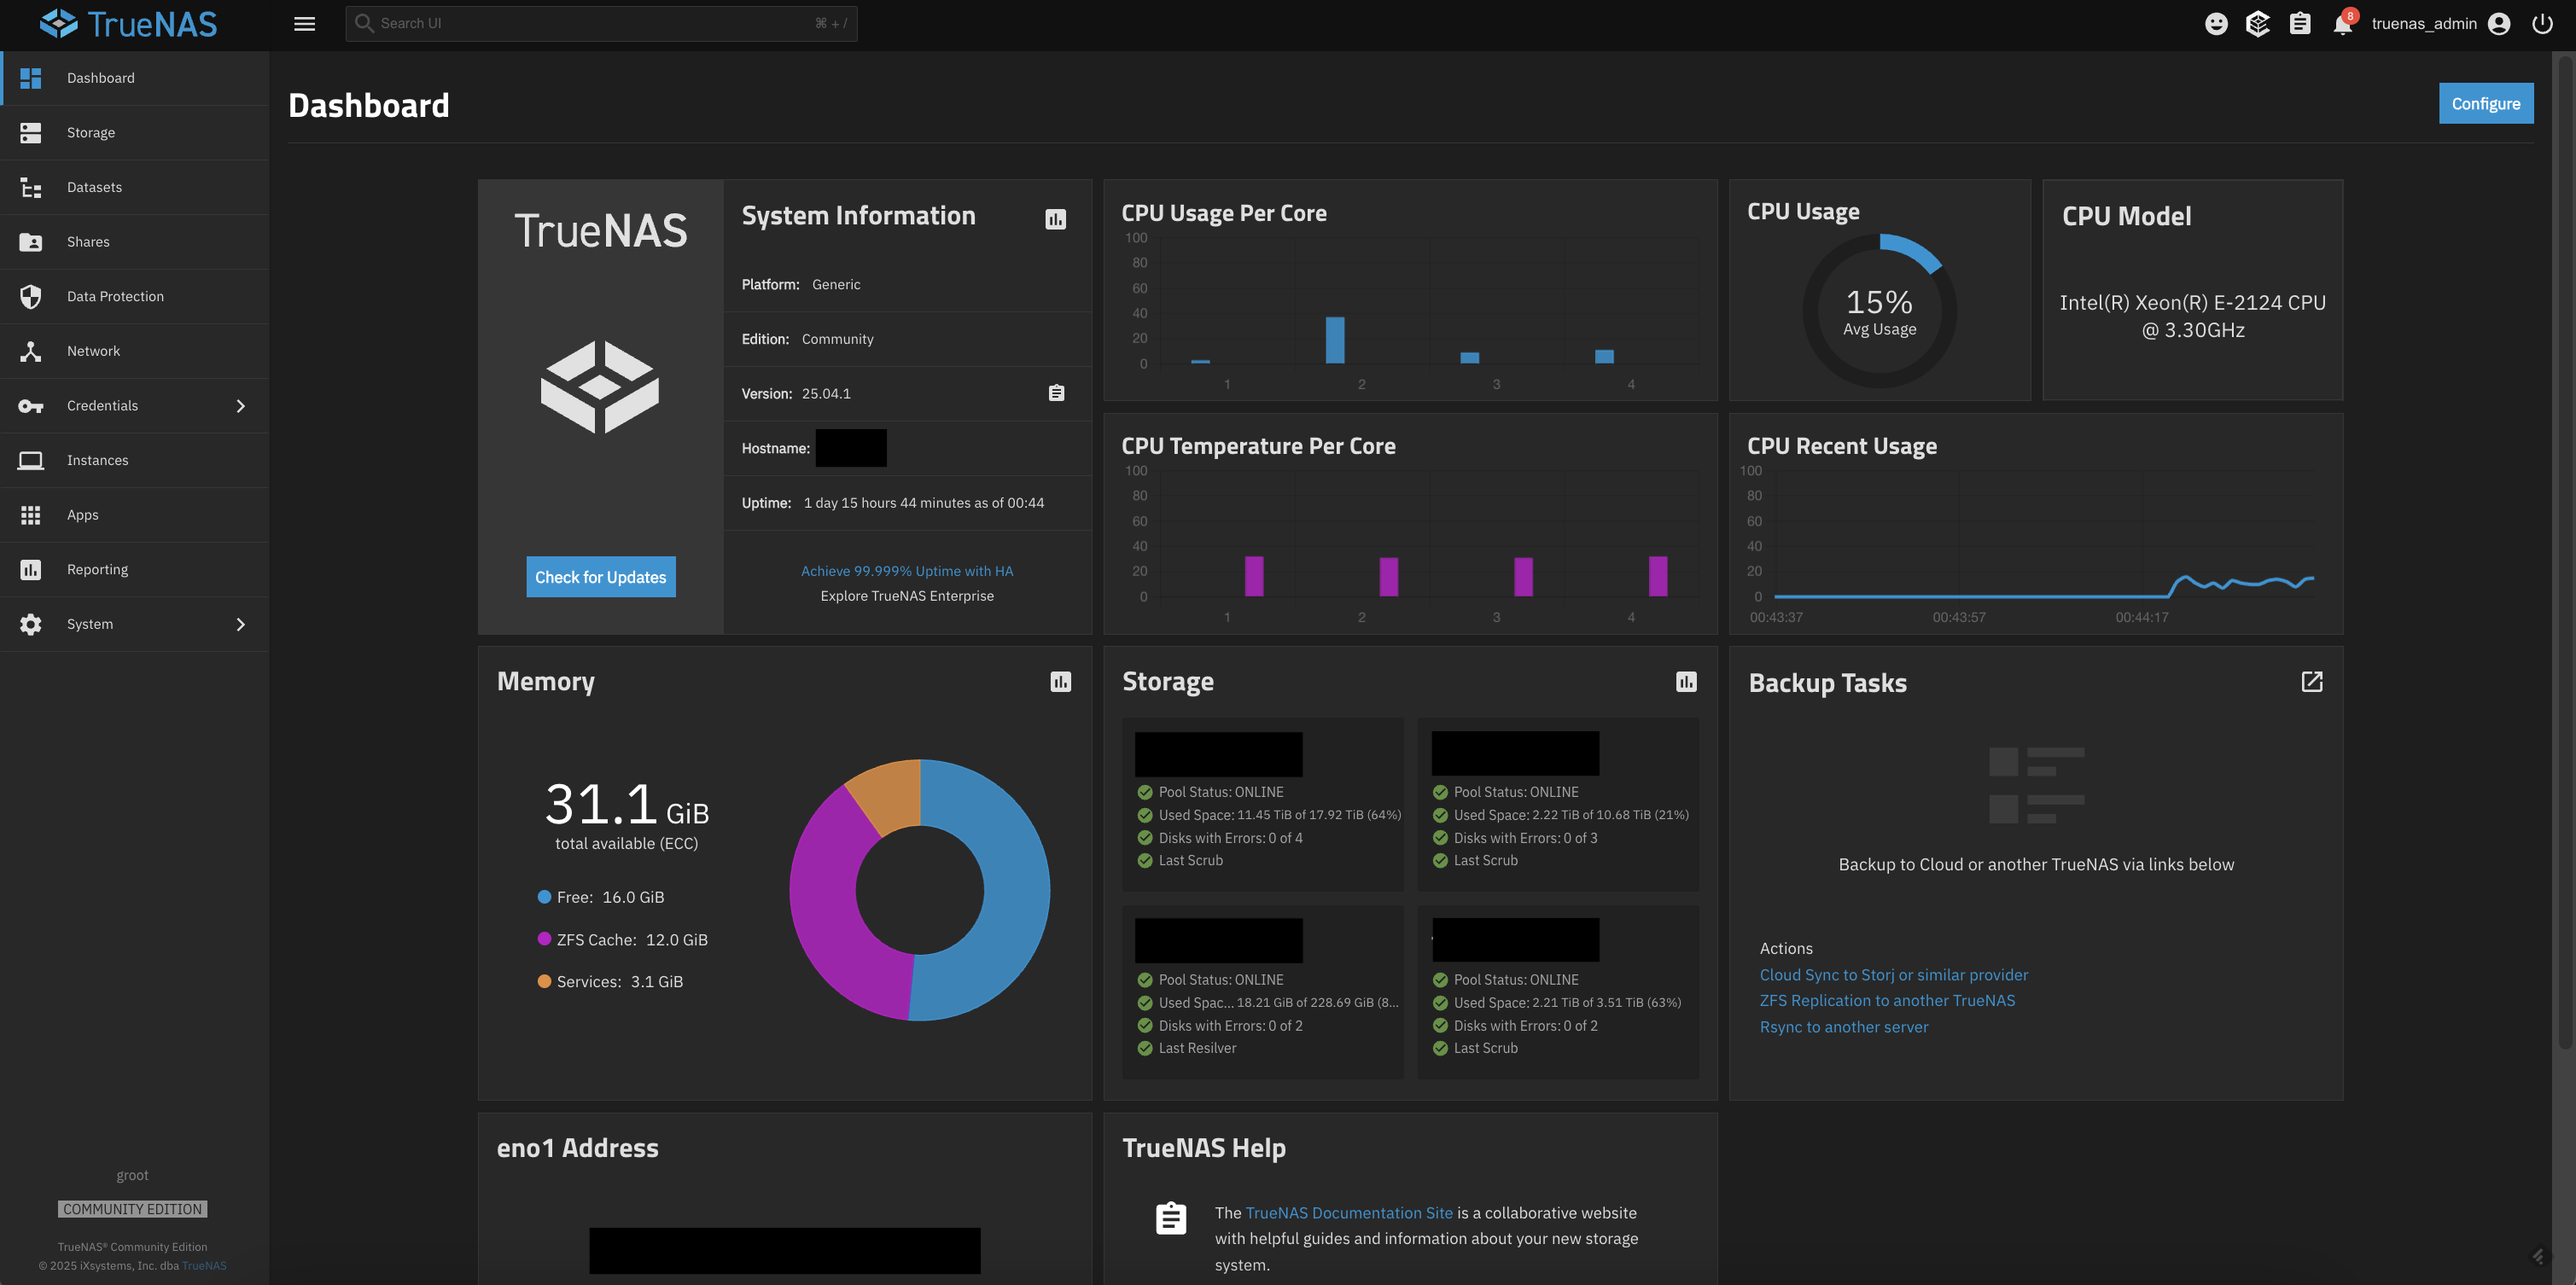 TrueNAS
Search UI
⌘ + /
8
truenas_admin
Dashboard
Storage
Datasets
Shares
Data Protection
Network
Credentials
Instances
Apps
Reporting
System
groot
COMMUNITY EDITION
TrueNAS® Community Edition
© 2025 iXsystems, Inc. dba TrueNAS
Dashboard
Configure
TrueNAS
Check for Updates
System Information
Platform: Generic
Edition: Community
Version: 25.04.1
Hostname:
Uptime: 1 day 15 hours 44 minutes as of 00:44
Achieve 99.999% Uptime with HA
Explore TrueNAS Enterprise
CPU Usage Per Core
100
80
60
40
20
0
1 2 3 4
CPU Usage
15%
Avg Usage
CPU Model
Intel(R) Xeon(R) E-2124 CPU
@ 3.30GHz
CPU Temperature Per Core
100
80
60
40
20
0
1 2 3 4
CPU Recent Usage
100
80
60
40
20
0
00:43:37 00:43:57 00:44:17
Memory
31.1 GiB
total available (ECC)
Free: 16.0 GiB
ZFS Cache: 12.0 GiB
Services: 3.1 GiB
Storage
Pool Status: ONLINE
Used Space: 11.45 TiB of 17.92 TiB (64%)
Disks with Errors: 0 of 4
Last Scrub
Pool Status: ONLINE
Used Space: 2.22 TiB of 10.68 TiB (21%)
Disks with Errors: 0 of 3
Last Scrub
Pool Status: ONLINE
Used Spac... 18.21 GiB of 228.69 GiB (8...
Disks with Errors: 0 of 2
Last Resilver
Pool Status: ONLINE
Used Space: 2.21 TiB of 3.51 TiB (63%)
Disks with Errors: 0 of 2
Last Scrub
Backup Tasks
Backup to Cloud or another TrueNAS via links below
Actions
Cloud Sync to Storj or similar provider
ZFS Replication to another TrueNAS
Rsync to another server
eno1 Address
TrueNAS Help
The TrueNAS Documentation Site is a collaborative website
with helpful guides and information about your new storage
system.